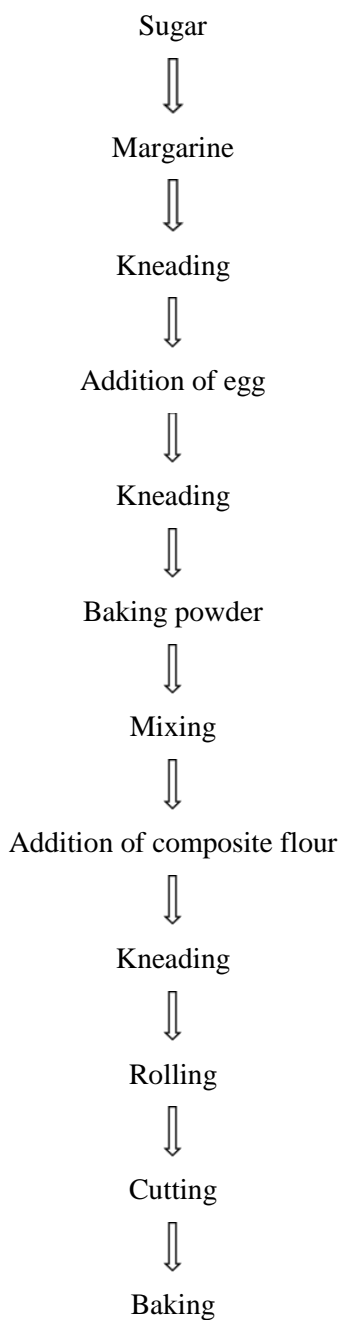 Sugar
Margarine
Kneading
Addition of egg
Kneading
Baking powder
Mixing
Addition of composite flour
Kneading
Rolling
Cutting
Baking